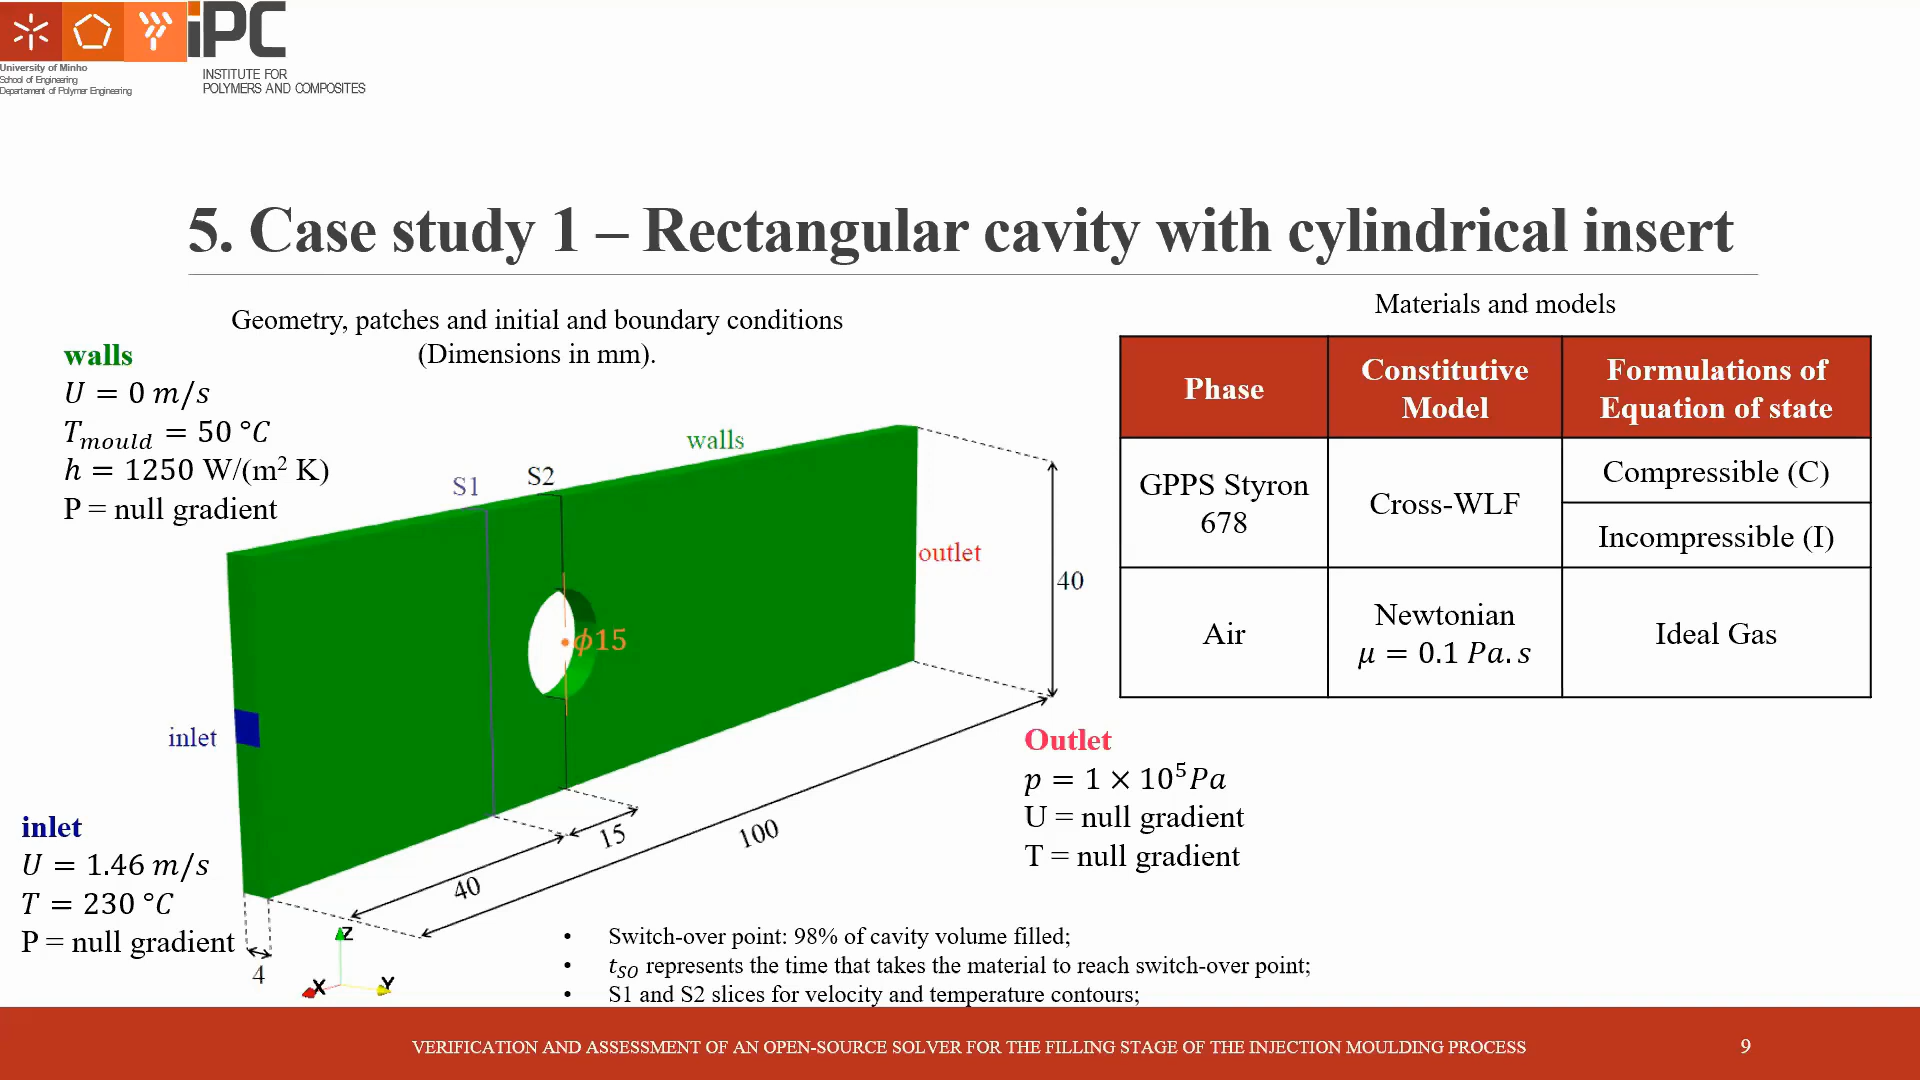 iPC
University of Minho
School of Engineering
Departament of Polymer Engineering
INSTITUTE FOR
POLYMERS AND COMPOSITES
5. Case study 1 – Rectangular cavity with cylindrical insert
Geometry, patches and initial and boundary conditions
(Dimensions in mm).
walls
U = 0 m/s
T_mould = 50 °C
h = 1250 W/(m² K)
P = null gradient
S1
S2
walls
outlet
ϕ15
40
inlet
15
100
40
4
Z
X
Y
inlet
U = 1.46 m/s
T = 230 °C
P = null gradient
Outlet
p = 1 × 10⁵ Pa
U = null gradient
T = null gradient
Materials and models
Phase
Constitutive
Model
Formulations of
Equation of state
GPPS Styron
678
Cross-WLF
Compressible (C)
Incompressible (I)
Air
Newtonian
μ = 0.1 Pa.s
Ideal Gas
• Switch-over point: 98% of cavity volume filled;
• t_SO represents the time that takes the material to reach switch-over point;
• S1 and S2 slices for velocity and temperature contours;
VERIFICATION AND ASSESSMENT OF AN OPEN-SOURCE SOLVER FOR THE FILLING STAGE OF THE INJECTION MOULDING PROCESS
9